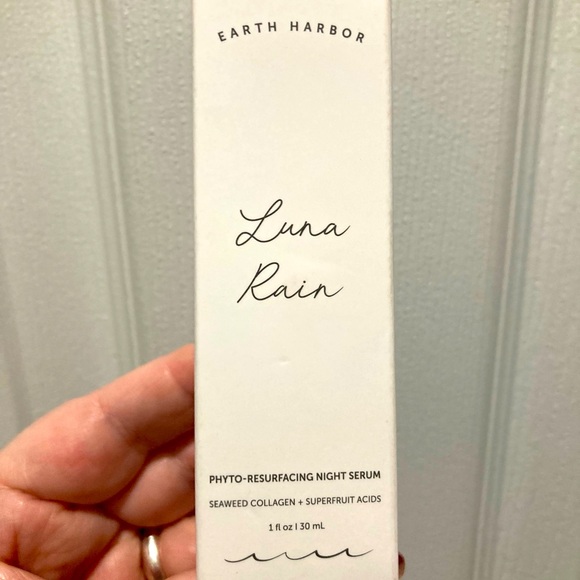 EARTH HARBOR
Luna
Rain
PHYTO-RESURFACING NIGHT SERUM
SEAWEED COLLAGEN + SUPERFRUIT ACIDS
1 fl oz I 30 mL